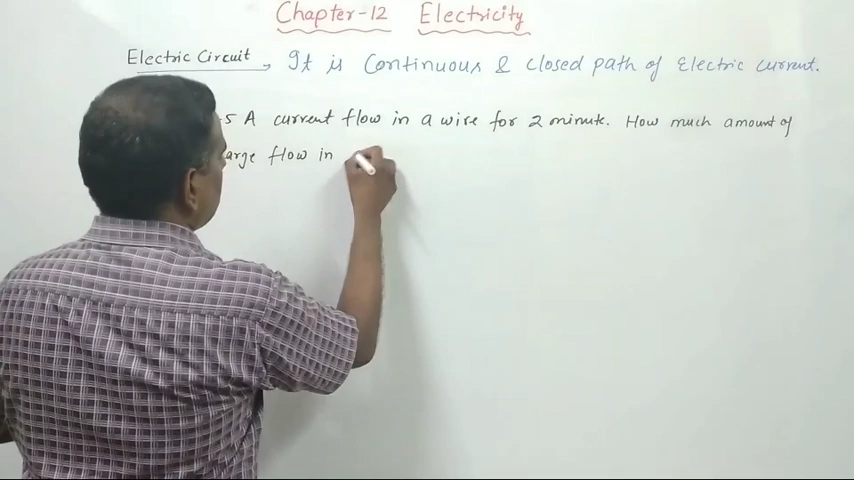 Chapter-12 Electricity
Electric Circuit → It is Continuous & Closed path of Electric current.
5 A current flow in a wire for 2 minute. How much amount of
arge flow in